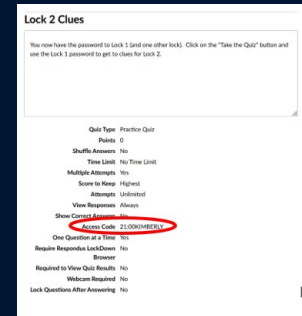 Lock 2 Clues
You now have the password to Lock 1 (and one other lock). Click on the "Take the Quiz" button and
use the Lock 1 password to get to clues for Lock 2.
Quiz Type Practice Quiz
Points 0
Shuffle Answers No
Time Limit No Time Limit
Multiple Attempts Yes
Score to Keep Highest
Attempts Unlimited
View Responses Always
Show Correct Answers No
Access Code 21:00KIMBERLY
One Question at a Time Yes
Require Respondus LockDown No
Browser
Required to View Quiz Results No
Webcam Required No
Lock Questions After Answering No